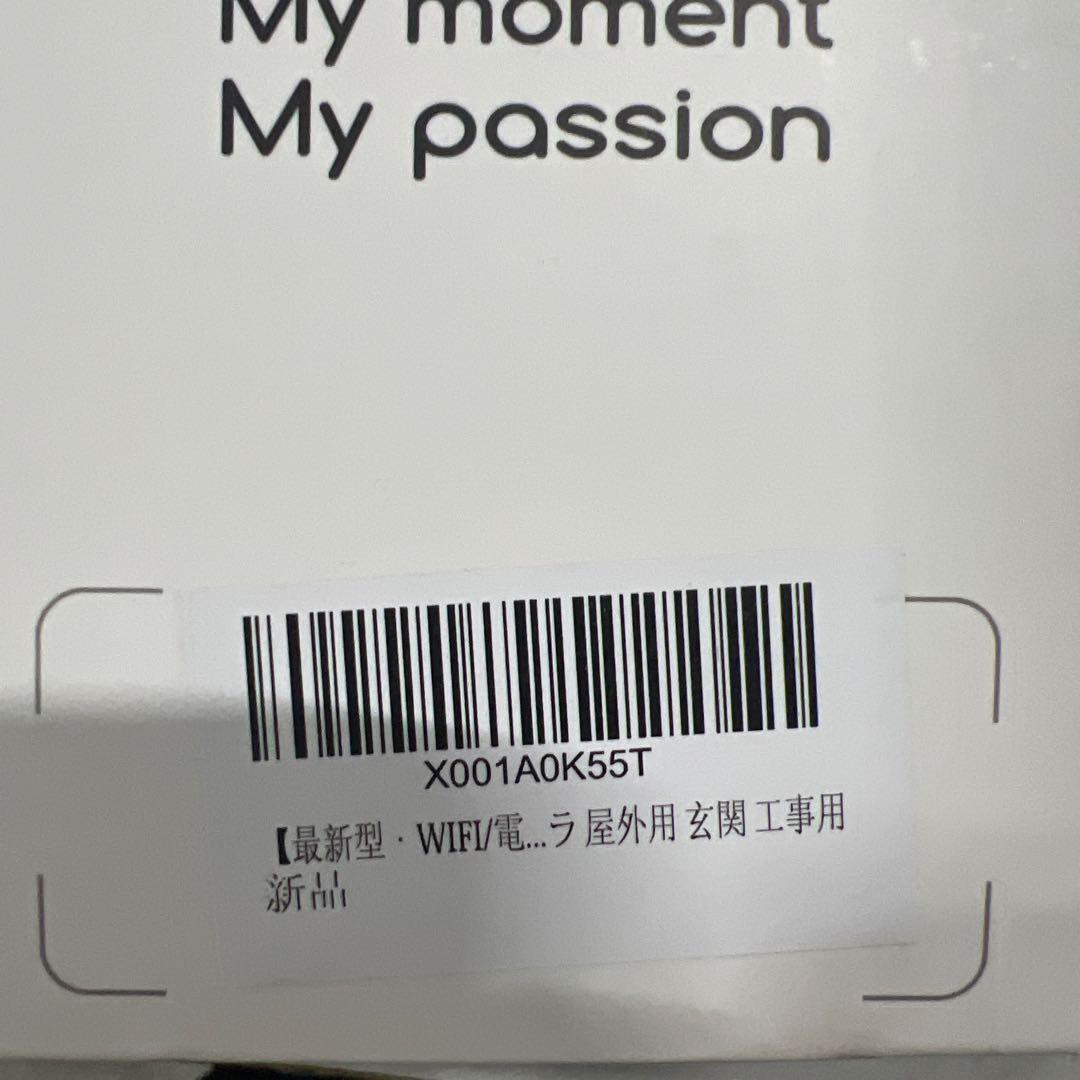 My moment
My passion
X001A0K55T
【最新型・WIFI/電...ラ 屋外用 玄関 工事用
新品